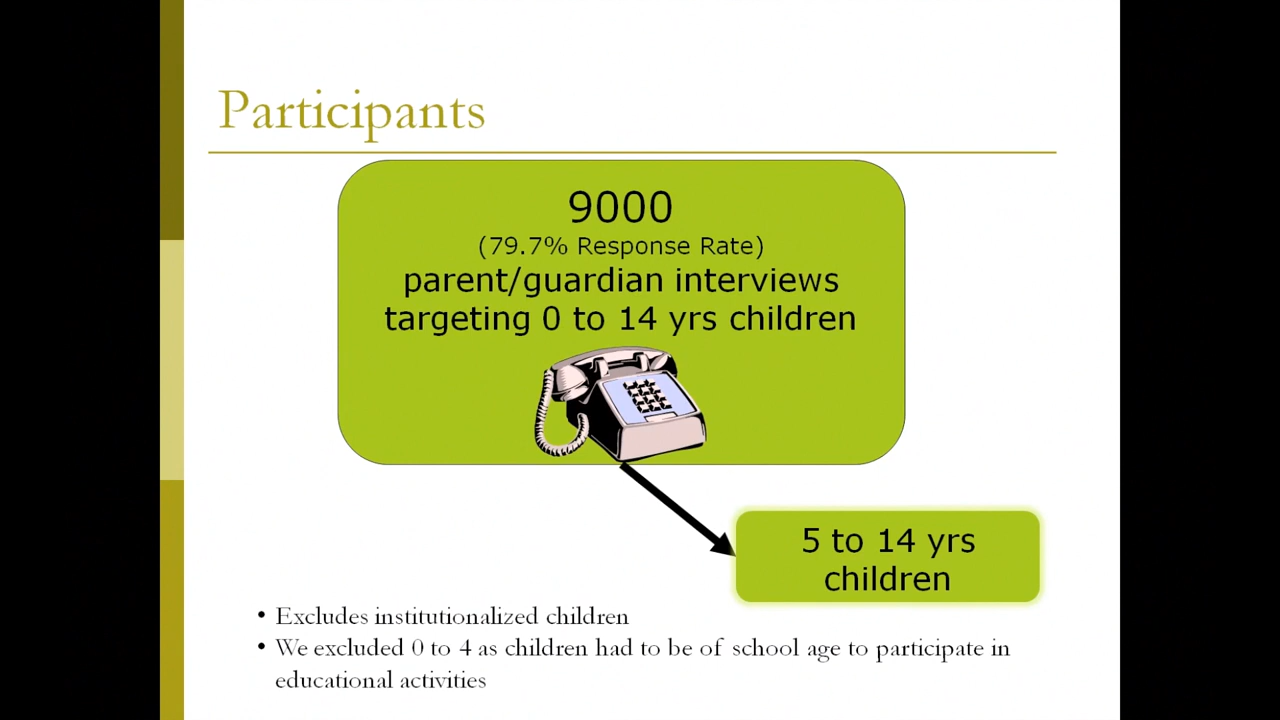 Participants
9000
(79.7% Response Rate)
parent/guardian interviews
targeting 0 to 14 yrs children
5 to 14 yrs
children
• Excludes institutionalized children
• We excluded 0 to 4 as children had to be of school age to participate in
educational activities